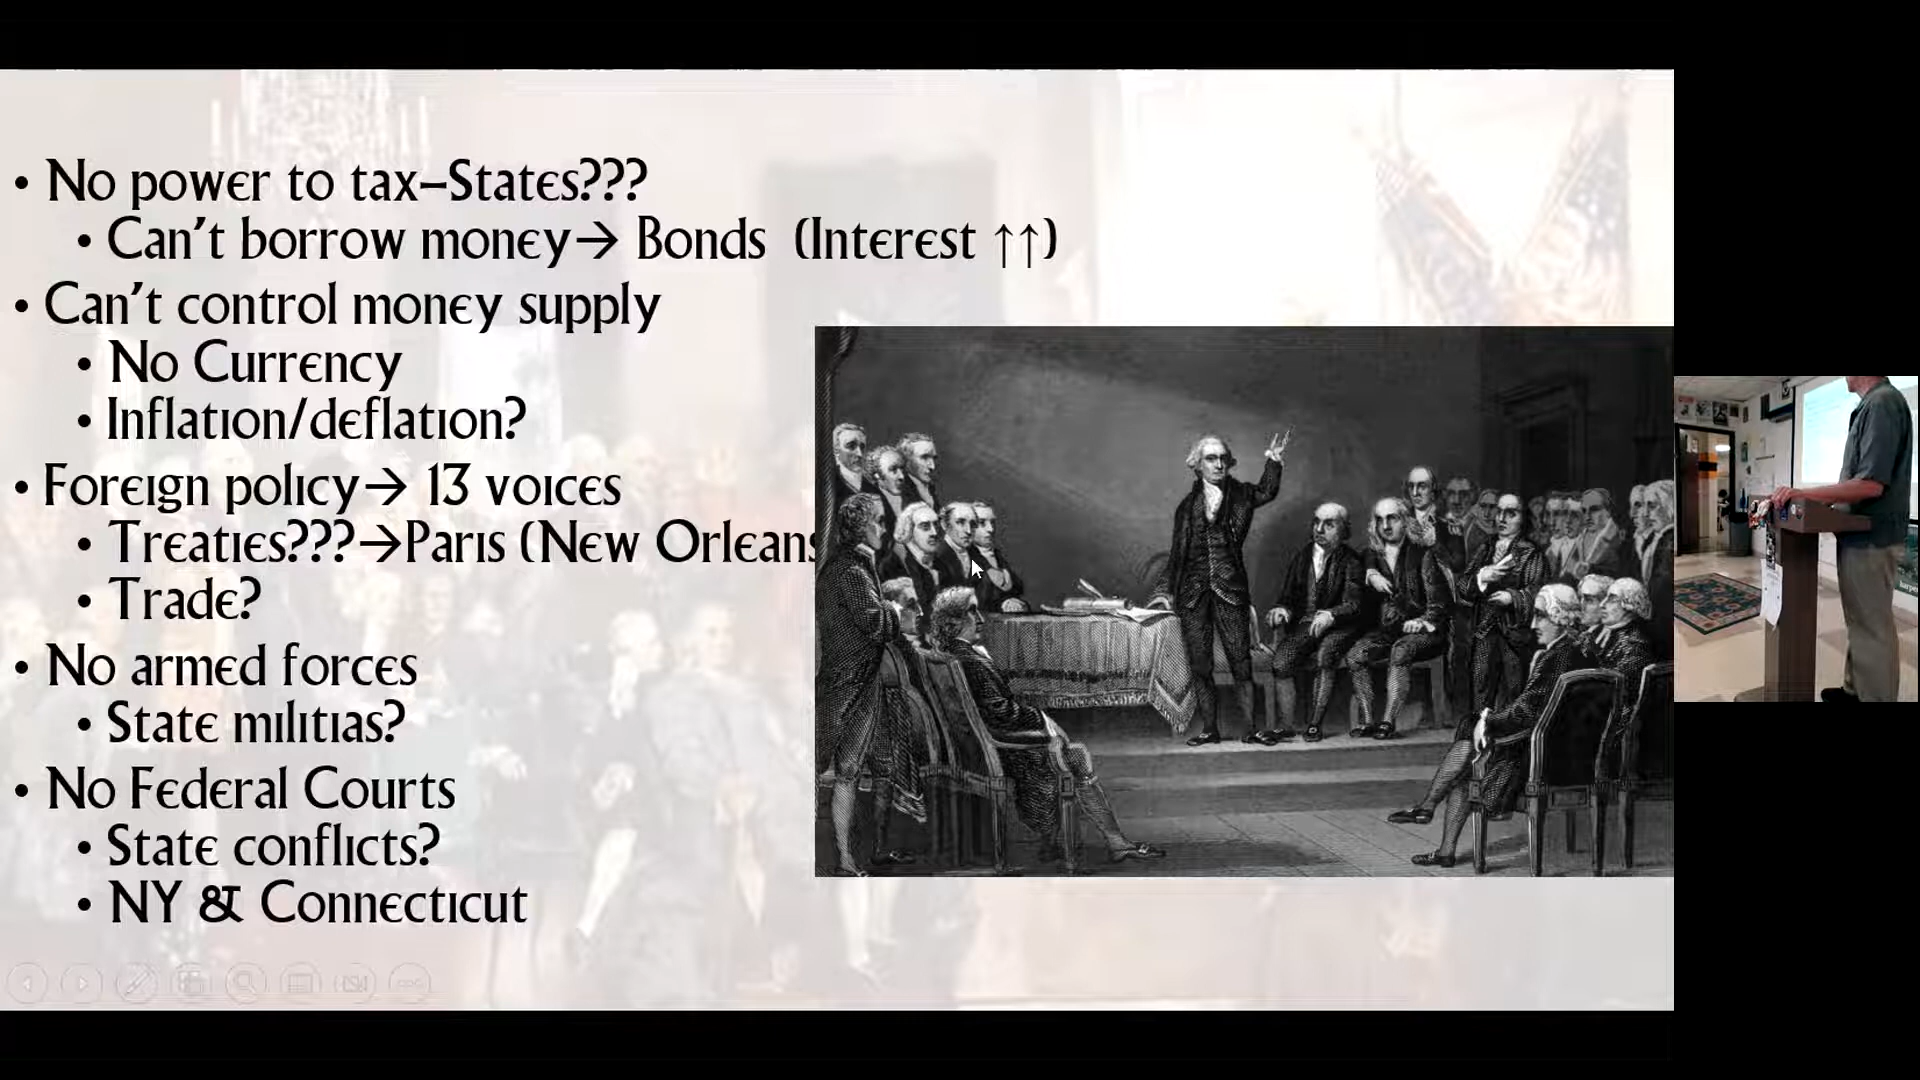 • No power to tax–States???
• Can't borrow money→ Bonds (Interest ↑↑)
• Can't control money supply
• No Currency
• Inflation/deflation?
• Foreign policy→ 13 voices
• Treaties???→Paris (New Orleans
• Trade?
• No armed forces
• State militias?
• No Federal Courts
• State conflicts?
• NY & Connecticut